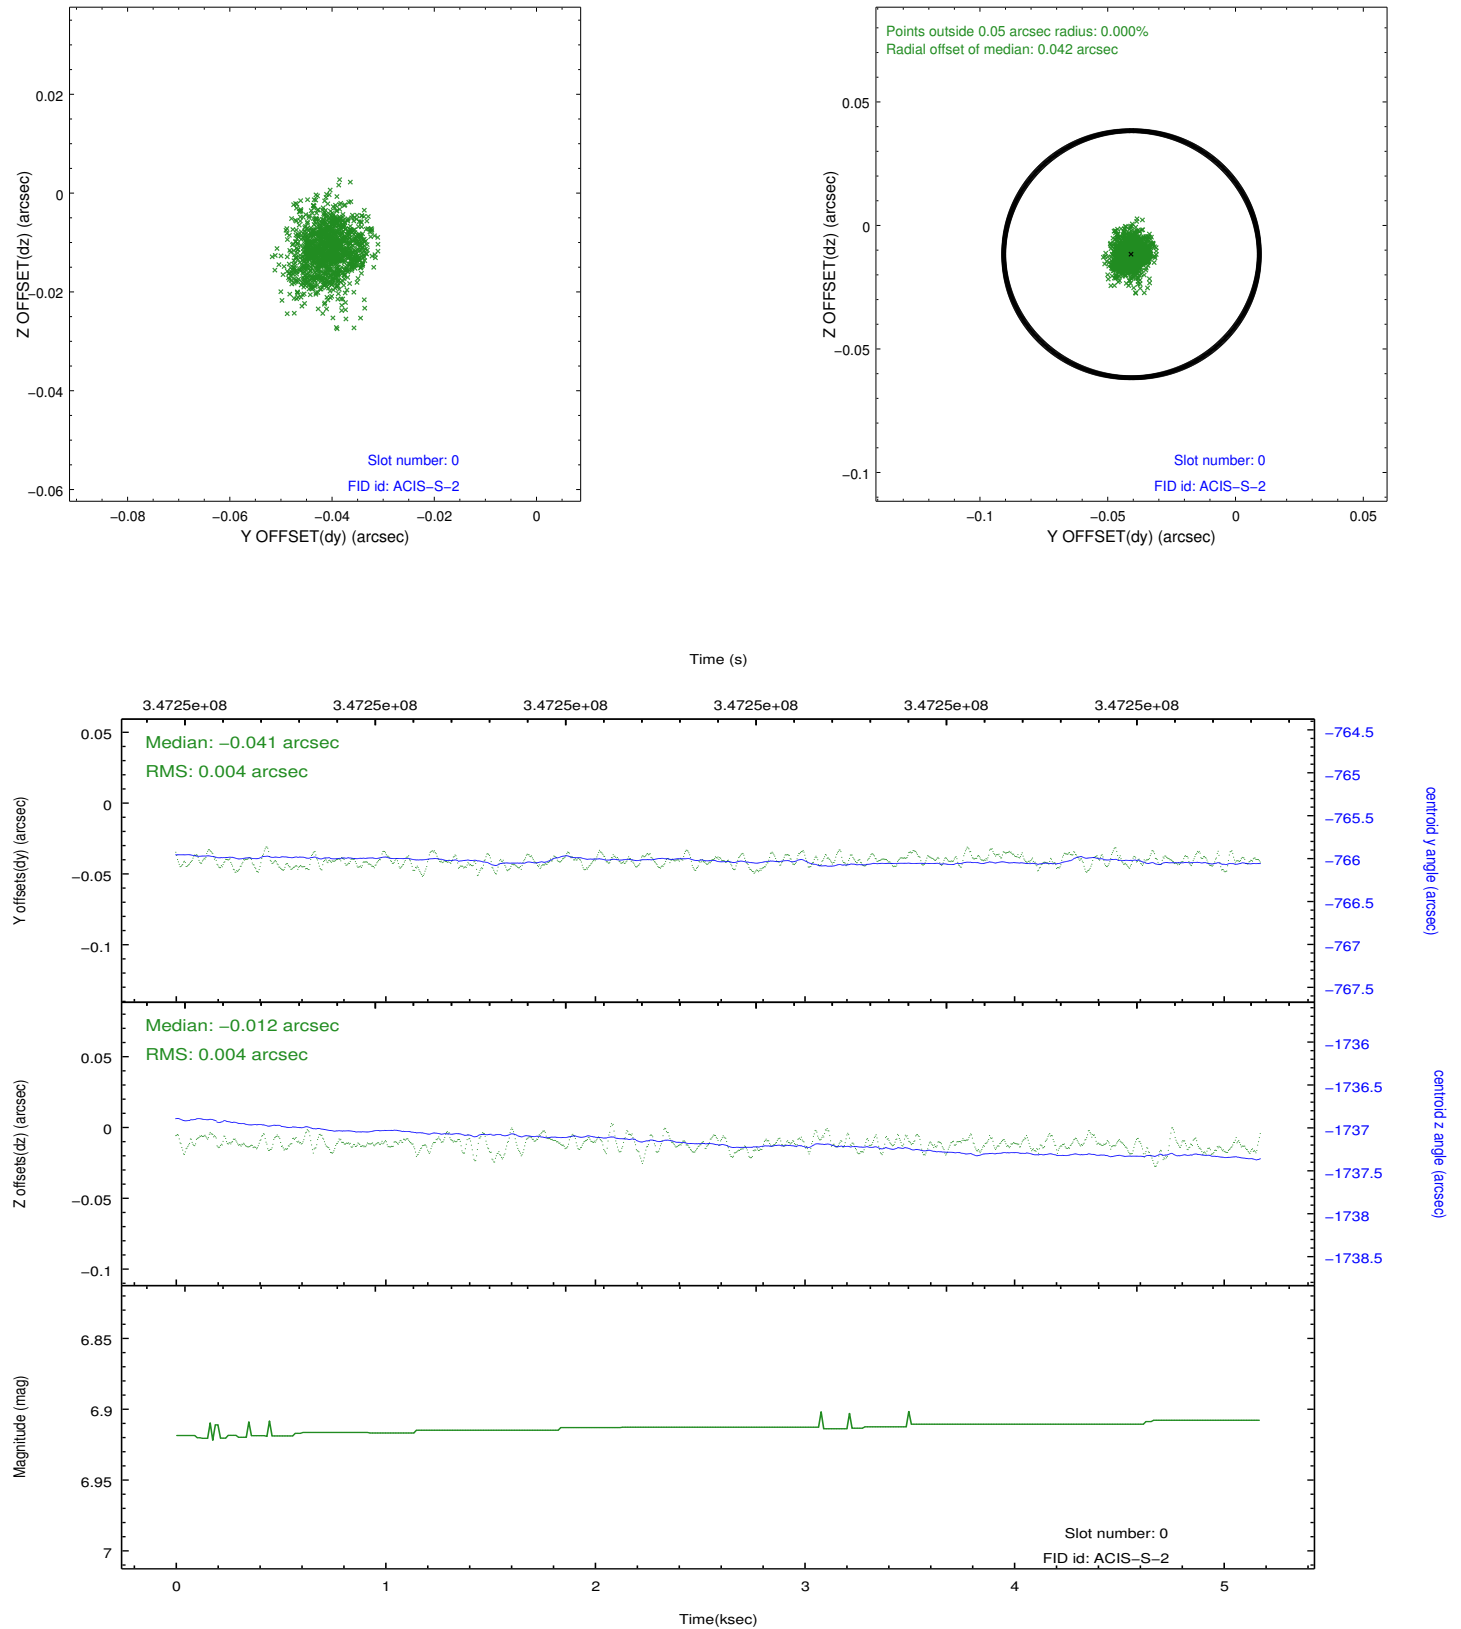 0.02
0
−0.02
−0.04
−0.06
Z OFFSET(dz) (arcsec)
Slot number: 0
FID id: ACIS−S−2
−0.08
−0.06
−0.04
−0.02
0
Y OFFSET(dy) (arcsec)
Points outside 0.05 arcsec radius: 0.000%
Radial offset of median: 0.042 arcsec
0.05
0
−0.05
−0.1
Z OFFSET(dz) (arcsec)
Slot number: 0
FID id: ACIS−S−2
−0.1
−0.05
0
0.05
Y OFFSET(dy) (arcsec)
Time (s)
3.4725e+08
3.4725e+08
3.4725e+08
3.4725e+08
3.4725e+08
3.4725e+08
Median: −0.041 arcsec
RMS: 0.004 arcsec
0.05
0
−0.05
−0.1
Y offsets(dy) (arcsec)
−764.5
−765
−765.5
−766
−766.5
−767
−767.5
centroid y angle (arcsec)
Median: −0.012 arcsec
RMS: 0.004 arcsec
0.05
0
−0.05
−0.1
Z offsets(dz) (arcsec)
−1736
−1736.5
−1737
−1737.5
−1738
−1738.5
centroid z angle (arcsec)
6.85
6.9
6.95
7
Magnitude (mag)
Slot number: 0
FID id: ACIS−S−2
0
1
2
3
4
5
Time(ksec)